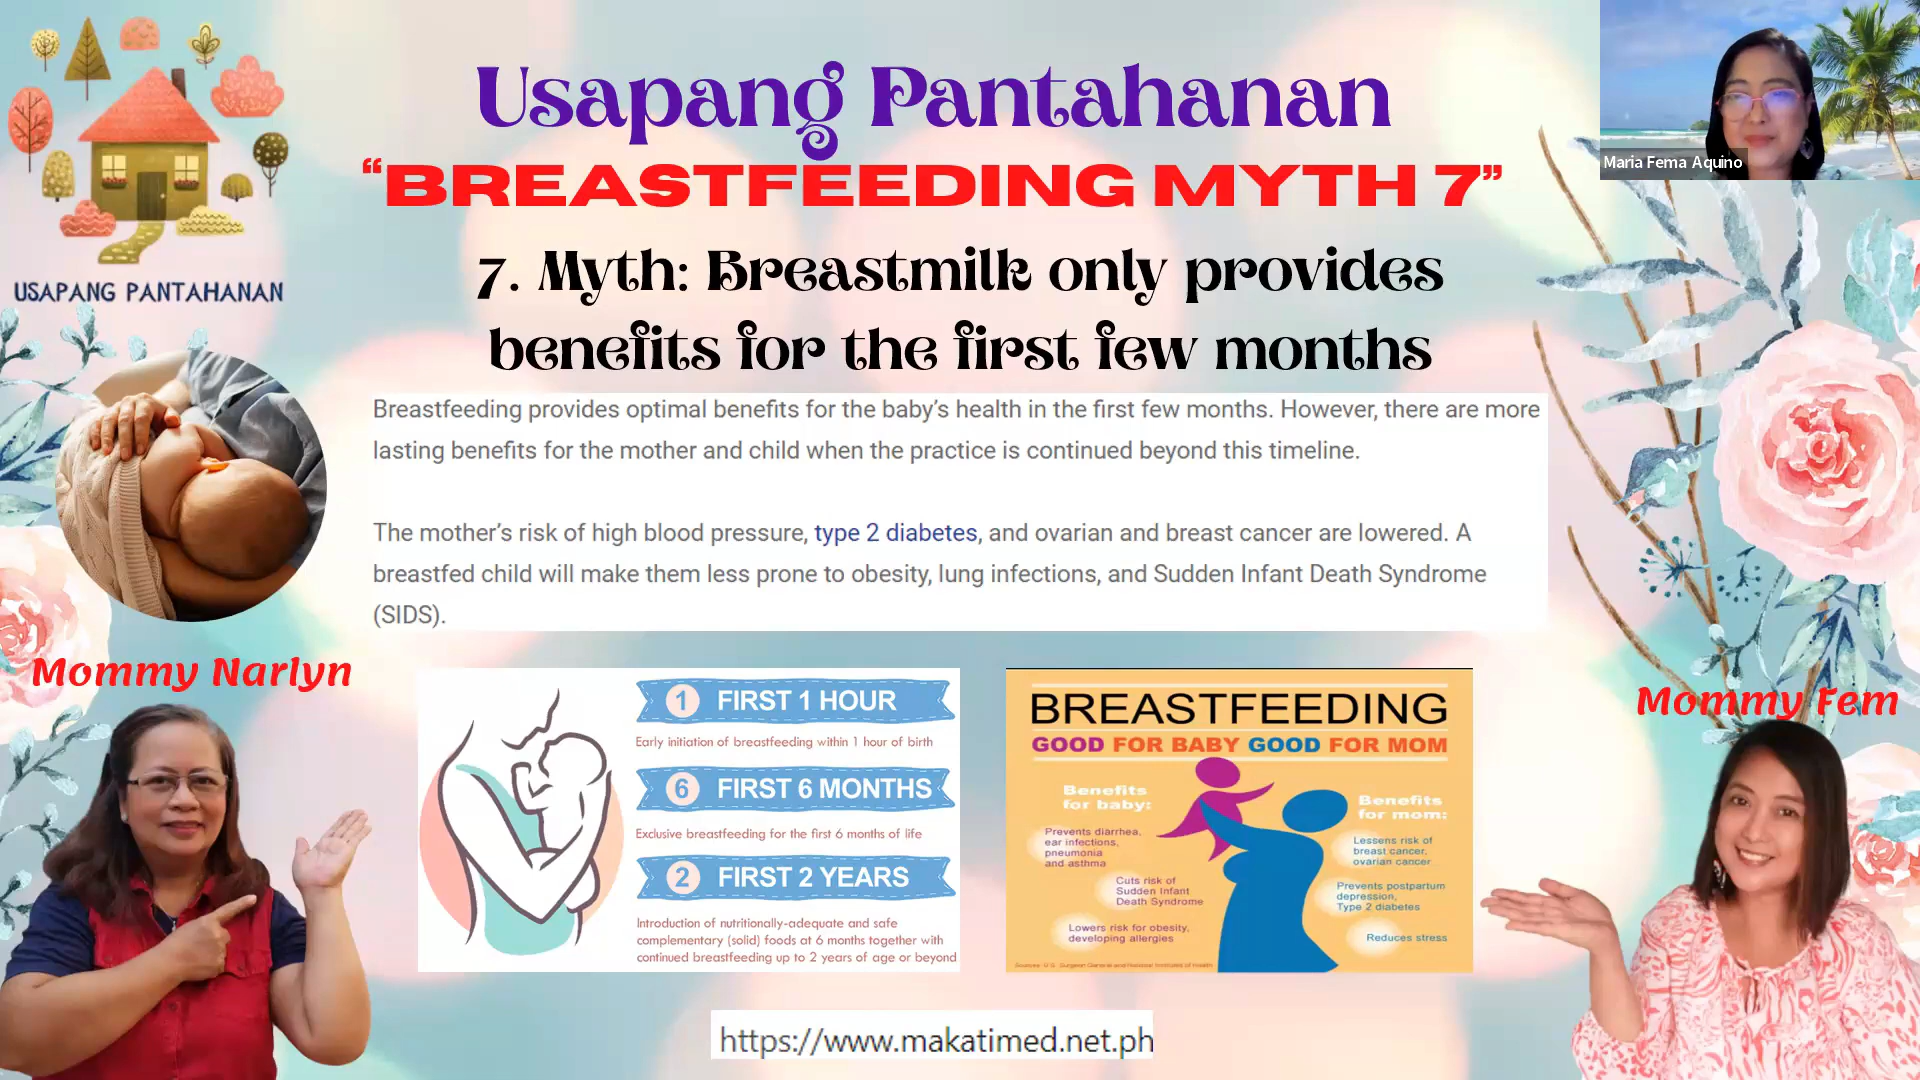 Usapang Pantahanan
Maria Fema Aquino
"BREASTFEEDING MYTH 7"
7. Myth: Breastmilk only provides
benefits for the first few months
USAPANG PANTAHANAN
Breastfeeding provides optimal benefits for the baby's health in the first few months. However, there are more
lasting benefits for the mother and child when the practice is continued beyond this timeline.
The mother's risk of high blood pressure, type 2 diabetes, and ovarian and breast cancer are lowered. A
breastfed child will make them less prone to obesity, lung infections, and Sudden Infant Death Syndrome
(SIDS).
Mommy Narlyn
Mommy Fem
1 FIRST 1 HOUR
Early initiation of breastfeeding within 1 hour of birth
6 FIRST 6 MONTHS
Exclusive breastfeeding for the first 6 months of life
2 FIRST 2 YEARS
Introduction of nutritionally-adequate and safe
complementary (solid) foods at 6 months together with
continued breastfeeding up to 2 years of age or beyond
BREASTFEEDING
GOOD FOR BABY GOOD FOR MOM
Benefits
for baby:
Prevents diarrhea,
ear infections,
pneumonia
and asthma
Cuts risk of
Sudden Infant
Death Syndrome
Lowers risk for obesity,
developing allergies
Benefits
for mom:
Lessens risk of
breast cancer,
ovarian cancer
Prevents postpartum
depression,
Type 2 diabetes
Reduces stress
Sources: U.S. Surgeon General and National Institutes of Health
https://www.makatimed.net.ph